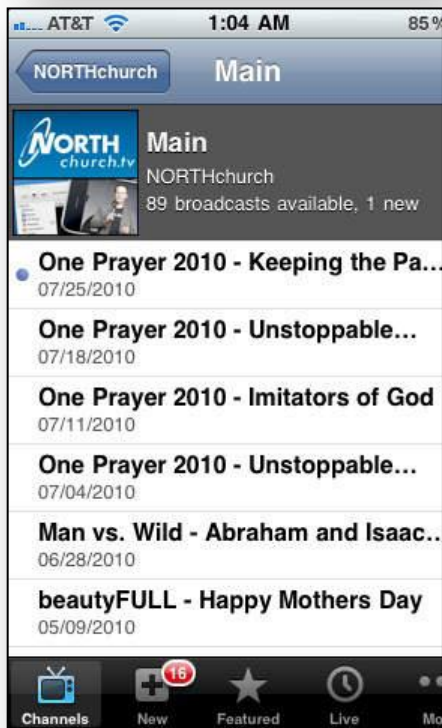 AT&T 1:04 AM 85%
NORTHchurch Main
NORTH
church.tv
Main
NORTHchurch
89 broadcasts available, 1 new
One Prayer 2010 - Keeping the Pa...
07/25/2010
One Prayer 2010 - Unstoppable...
07/18/2010
One Prayer 2010 - Imitators of God
07/11/2010
One Prayer 2010 - Unstoppable...
07/04/2010
Man vs. Wild - Abraham and Isaac...
06/28/2010
beautyFULL - Happy Mothers Day
05/09/2010
16
Channels New Featured Live Mo